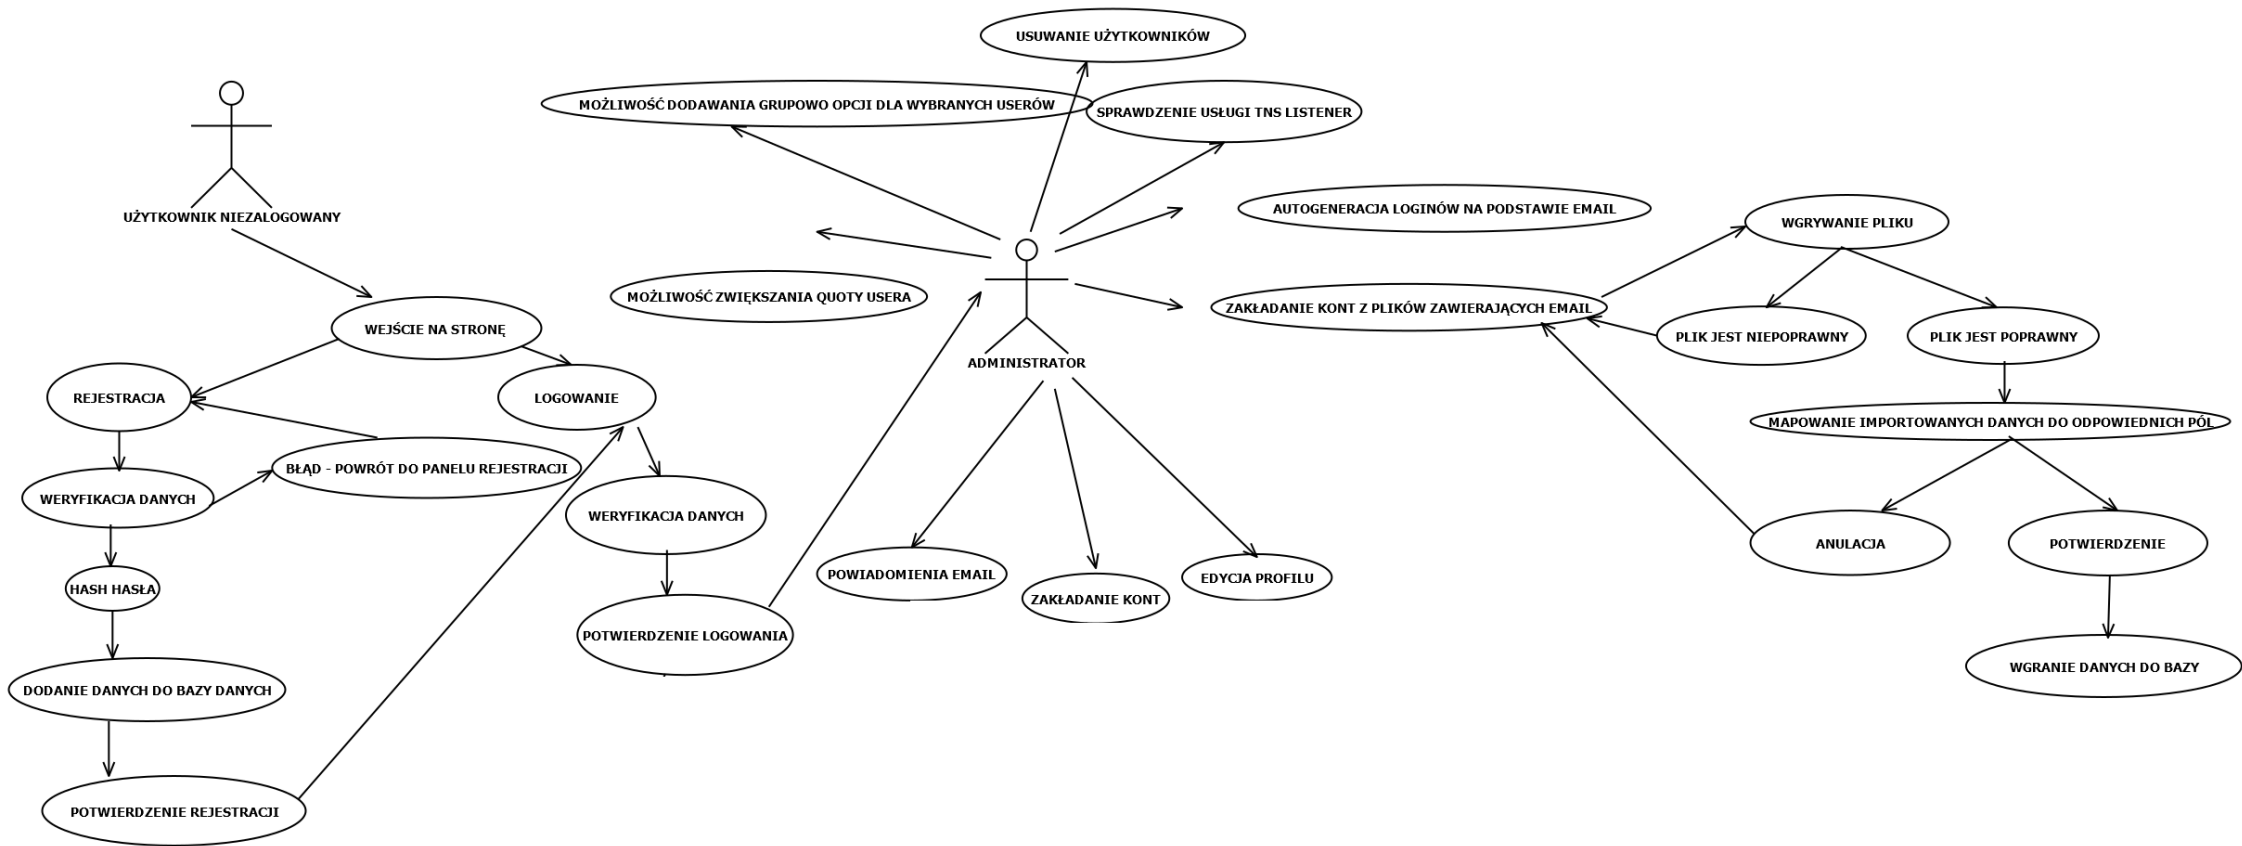 USUWANIE UŻYTKOWNIKÓW
MOŻLIWOŚĆ DODAWANIA GRUPOWO OPCJI DLA WYBRANYCH USERÓW
SPRAWDZENIE USŁUGI TNS LISTENER
UŻYTKOWNIK NIEZALOGOWANY
AUTOGENERACJA LOGINÓW NA PODSTAWIE EMAIL
WGRYWANIE PLIKU
MOŻLIWOŚĆ ZWIĘKSZANIA QUOTY USERA
ZAKŁADANIE KONT Z PLIKÓW ZAWIERAJĄCYCH EMAIL
WEJŚCIE NA STRONĘ
PLIK JEST NIEPOPRAWNY
PLIK JEST POPRAWNY
ADMINISTRATOR
REJESTRACJA
LOGOWANIE
MAPOWANIE IMPORTOWANYCH DANYCH DO ODPOWIEDNICH PÓL
BŁĄD - POWRÓT DO PANELU REJESTRACJI
WERYFIKACJA DANYCH
WERYFIKACJA DANYCH
ANULACJA
POTWIERDZENIE
POWIADOMIENIA EMAIL
EDYCJA PROFILU
HASH HASŁA
ZAKŁADANIE KONT
POTWIERDZENIE LOGOWANIA
WGRANIE DANYCH DO BAZY
DODANIE DANYCH DO BAZY DANYCH
POTWIERDZENIE REJESTRACJI